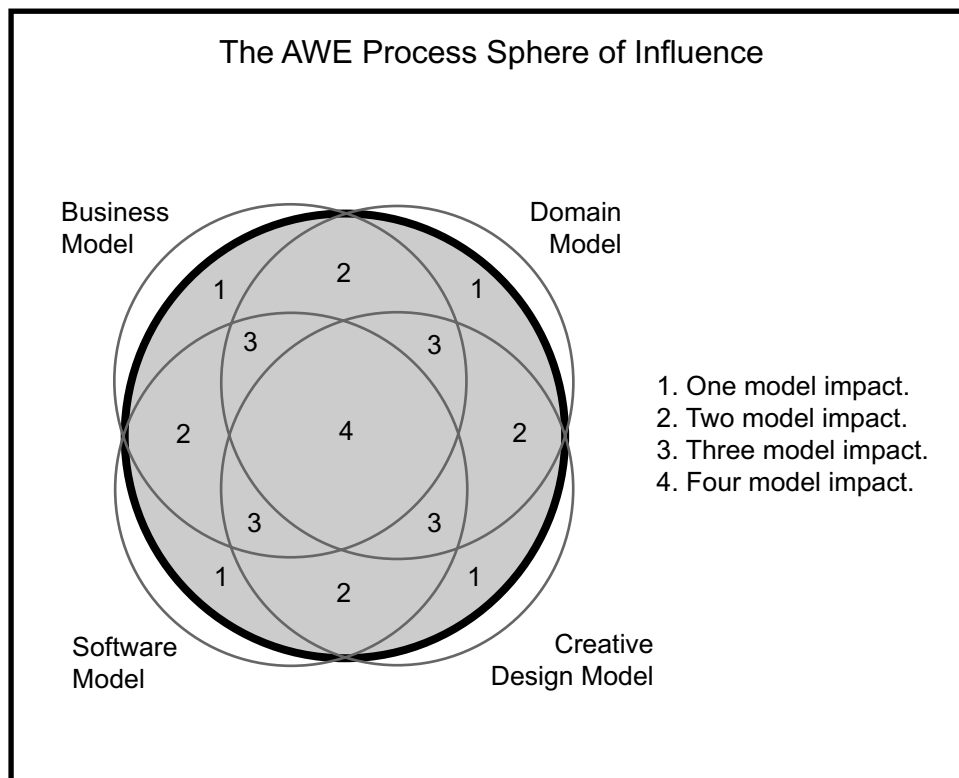 The AWE Process Sphere of Influence
Business
Model
Domain
Model
1
2
1
3
3
2
4
2
3
3
1
2
1
1. One model impact.
2. Two model impact.
3. Three model impact.
4. Four model impact.
Software
Model
Creative
Design Model